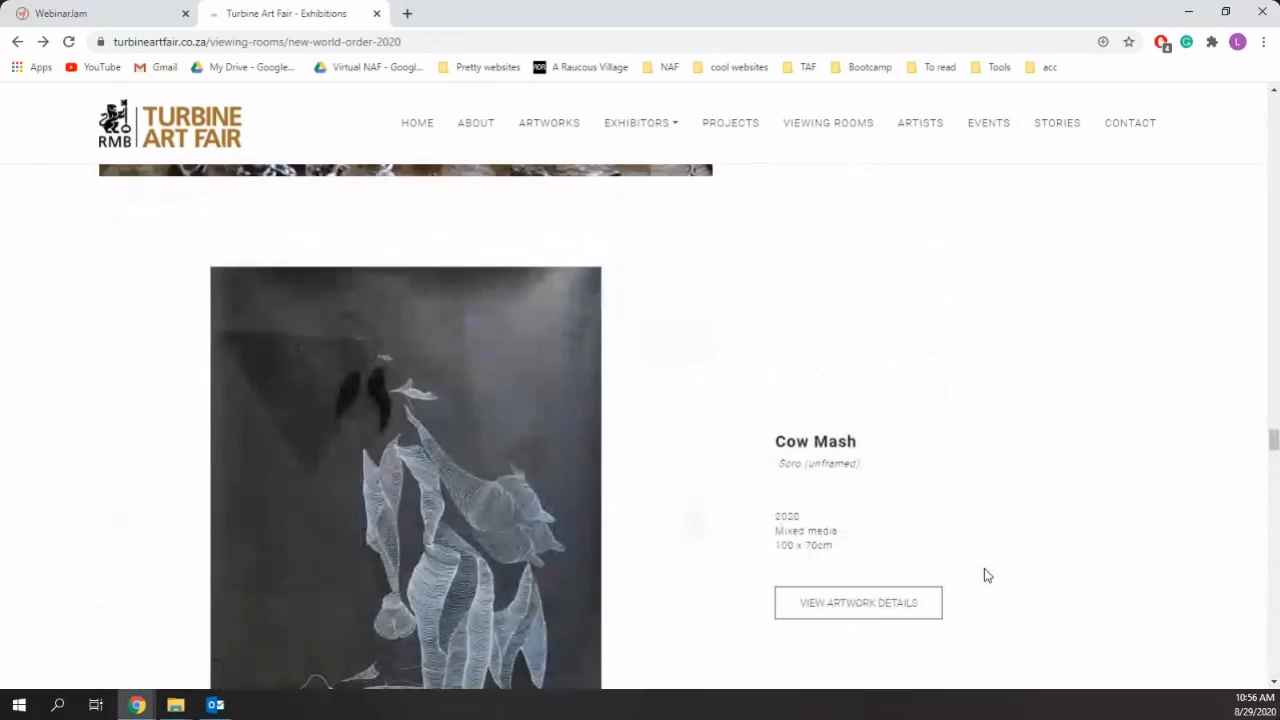 WebinarJam
Turbine Art Fair - Exhibitions
turbineartfair.co.za/viewing-rooms/new-world-order-2020
4
L
Apps YouTube Gmail My Drive - Google... Virtual NAF - Googl... Pretty websites AOR A Raucous Village NAF cool websites TAF Bootcamp To read Tools acc
RMB TURBINE ART FAIR
HOME ABOUT ARTWORKS EXHIBITORS PROJECTS VIEWING ROOMS ARTISTS EVENTS STORIES CONTACT
Cow Mash
Soro (unframed)
2020
Mixed media
100 x 70cm
VIEW ARTWORK DETAILS
10:56 AM
8/29/2020